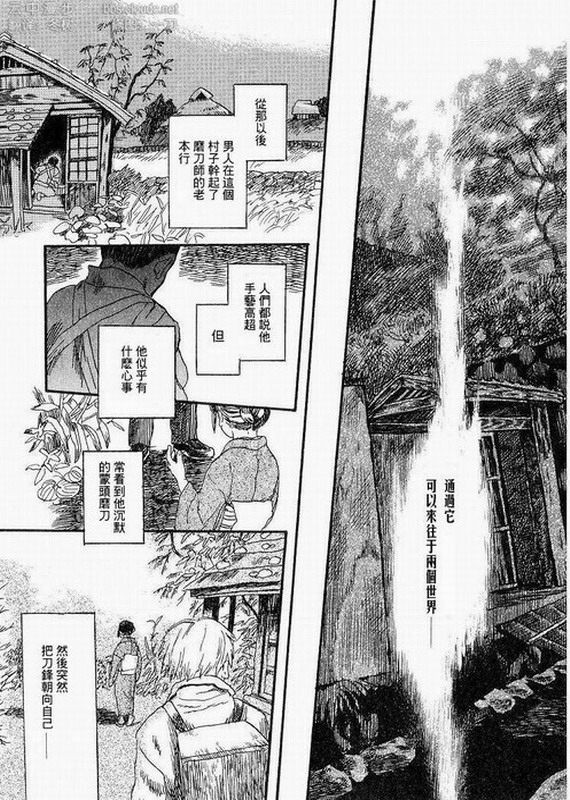 通過它
可以來往于兩個世界——
從那以後
男人在這個
村子幹起了
磨刀師的老
本行
人們都說他
手藝高超
但
他似乎有
什麼心事
常看到他沉默
的蒙頭磨刀
然後突然
把刀鋒朝向自己——